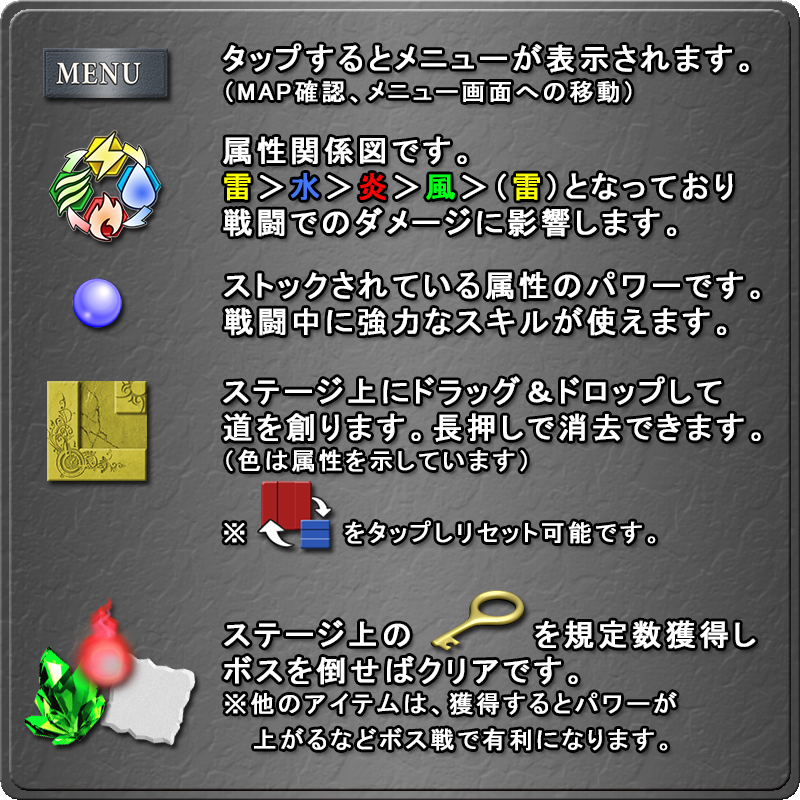 MENU
タップするとメニューが表示されます。
（MAP確認、メニュー画面への移動）
属性関係図です。
雷＞水＞炎＞風＞（雷）となっており
戦闘でのダメージに影響します。
ストックされている属性のパワーです。
戦闘中に強力なスキルが使えます。
ステージ上にドラッグ＆ドロップして
道を創ります。長押しで消去できます。
（色は属性を示しています）
※ をタップしリセット可能です。
ステージ上の を規定数獲得し
ボスを倒せばクリアです。
※他のアイテムは、獲得するとパワーが
上がるなどボス戦で有利になります。